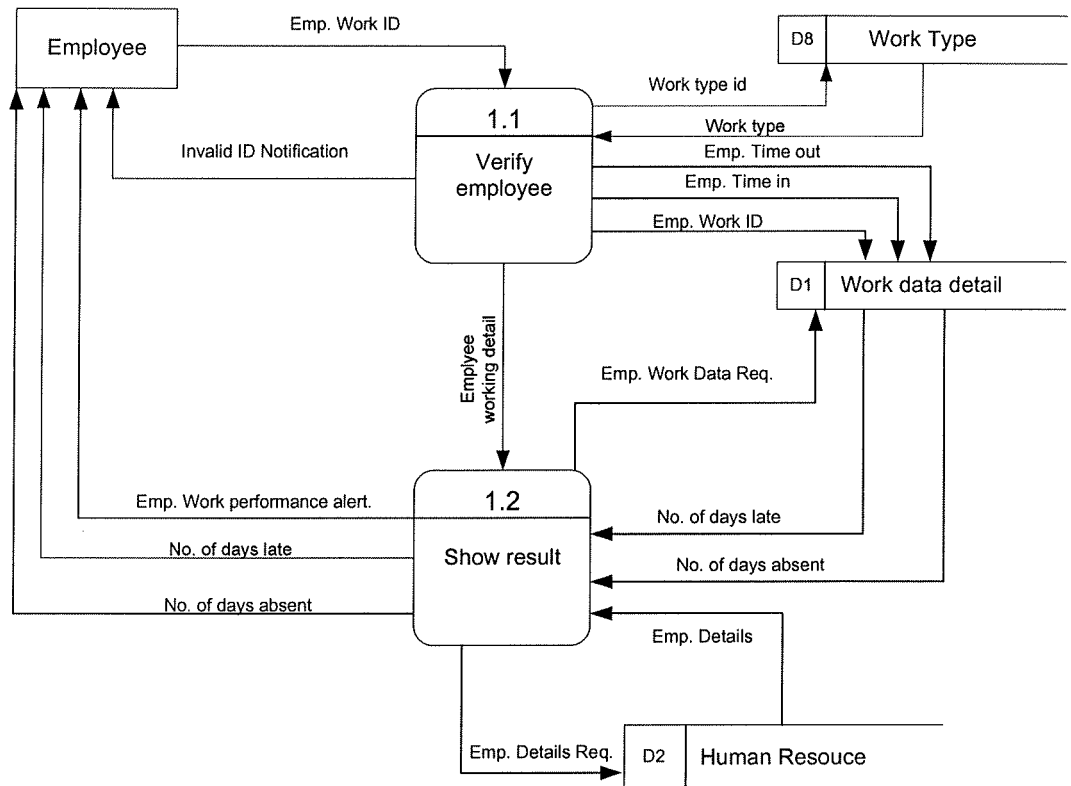 Emp. Work ID
Employee
D8 Work Type
Work type id
1.1
Work type
Invalid ID Notification
Verify
employee
Emp. Time out
Emp. Time in
Emp. Work ID
D1 Work data detail
Emplyee
working detail
Emp. Work Data Req.
1.2
Emp. Work performance alert.
No. of days late
No. of days late
Show result
No. of days absent
No. of days absent
Emp. Details
Emp. Details Req.
D2 Human Resouce